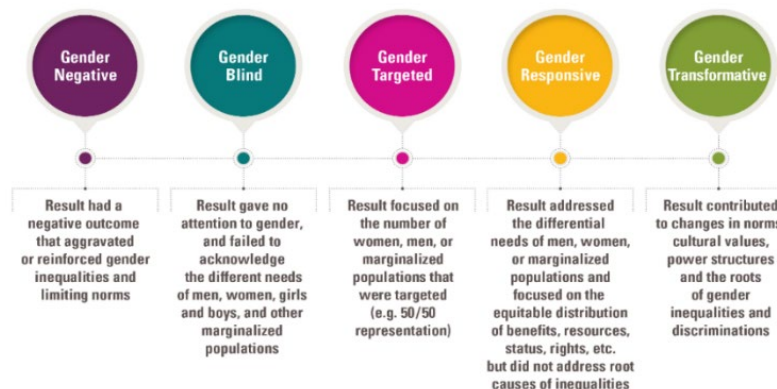 Gender
Negative
Gender
Blind
Gender
Targeted
Gender
Responsive
Gender
Transformative
Result had a
negative outcome
that aggravated
or reinforced gender
inequalities and
limiting norms
Result gave no
attention to gender,
and failed to
acknowledge
the different needs
of men, women, girls
and boys, and other
marginalized
populations
Result focused on
the number of
women, men, or
marginalized
populations that
were targeted
(e.g. 50/50
representation)
Result addressed
the differential
needs of men, women,
or marginalized
populations and
focused on the
equitable distribution
of benefits, resources,
status, rights, etc.
but did not address root
causes of inequalities
Result contributed
to changes in norms
cultural values,
power structures
and the roots
of gender
inequalities and
discriminations